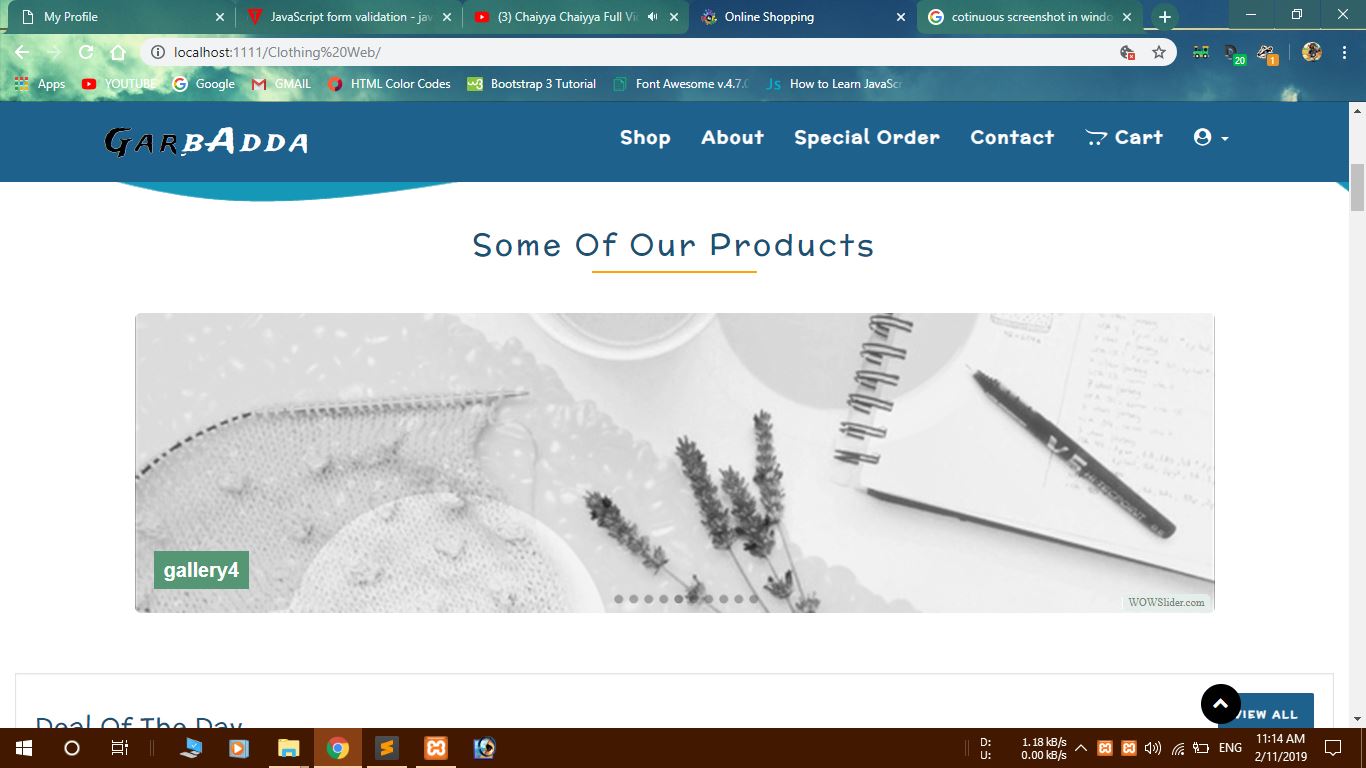 My Profile
JavaScript form validation - jav
(3) Chaiyya Chaiyya Full Vi
Online Shopping
cotinuous screenshot in windo
localhost:1111/Clothing%20Web/
20
1
Apps
YOUTUBE
Google
GMAIL
HTML Color Codes
Bootstrap 3 Tutorial
Font Awesome v.4.7.0
Js How to Learn JavaScr
GarbAdda
Shop
About
Special Order
Contact
Cart
Some Of Our Products
gallery4
WOWSlider.com
Deal Of The Day
VIEW ALL
D: 1.18 kB/s
U: 0.00 kB/s
ENG
11:14 AM
2/11/2019